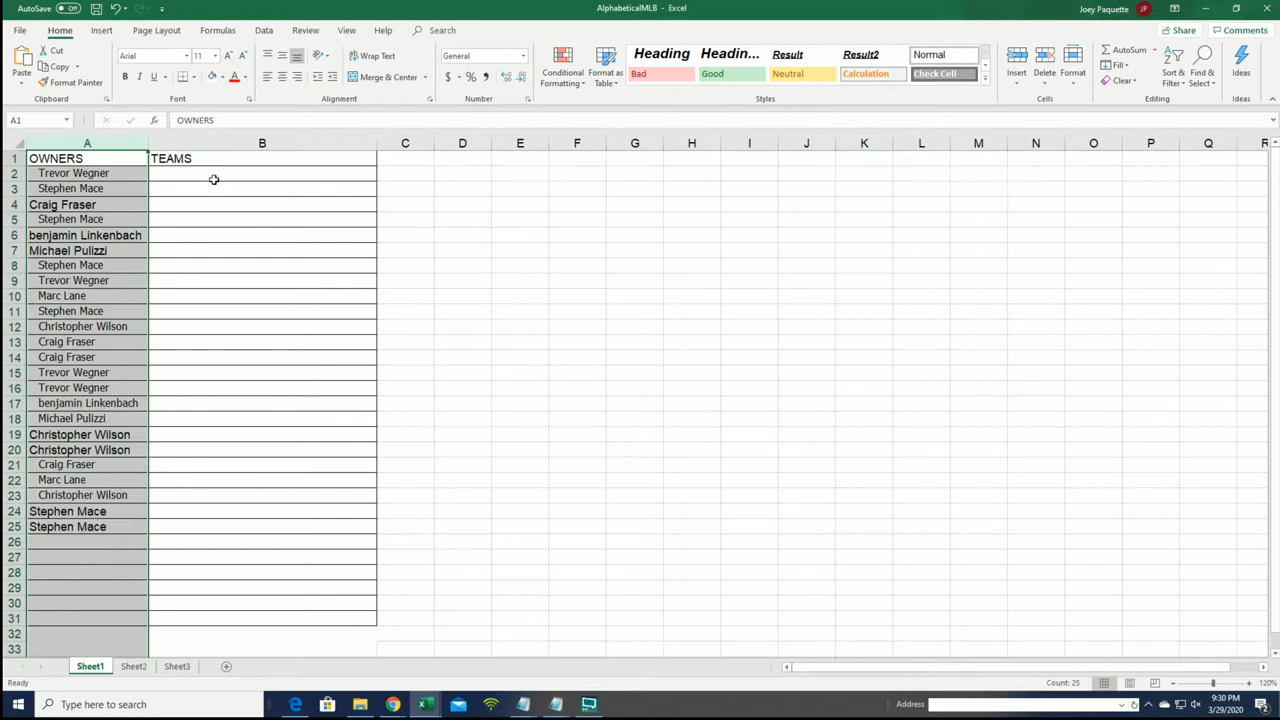 AutoSave Off AlphabeticalMLB - Excel Joey Paquette JP
File Home Insert Draw Page Layout Formulas Data Review View Help Search Share Comments
Paste Cut Copy Format Painter Clipboard
Arial 11 A A B I U A Font
Wrap Text Merge & Center Alignment
General $ % Number
Conditional Formatting Format as Table
Heading Headin... Result Result2 Normal
Bad Good Neutral Calculation Check Cell
Styles
Insert Delete Format Cells
AutoSum Fill Clear Sort & Filter Find & Select Editing
Ideas Ideas
A1 fx OWNERS
A B C D E F G H I J K L M N O P Q R
1 OWNERS TEAMS
2 Trevor Wegner
3 Stephen Mace
4 Craig Fraser
5 Stephen Mace
6 benjamin Linkenbach
7 Michael Pulizzi
8 Stephen Mace
9 Trevor Wegner
10 Marc Lane
11 Stephen Mace
12 Christopher Wilson
13 Craig Fraser
14 Craig Fraser
15 Trevor Wegner
16 Trevor Wegner
17 benjamin Linkenbach
18 Michael Pulizzi
19 Christopher Wilson
20 Christopher Wilson
21 Craig Fraser
22 Marc Lane
23 Christopher Wilson
24 Stephen Mace
25 Stephen Mace
26
27
28
29
30
31
32
33
Sheet1 Sheet2 Sheet3
Ready Count: 25 120%
Type here to search Address 9:30 PM
3/29/2020